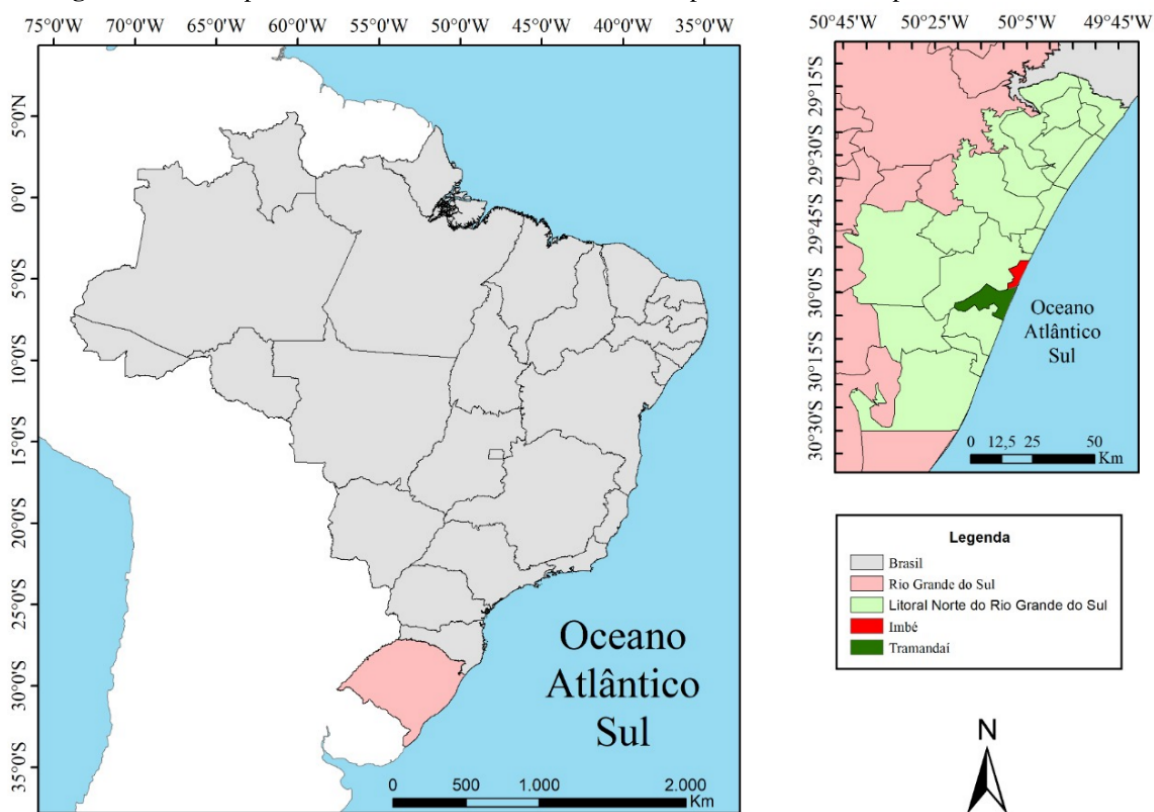 75°0'W 70°0'W 65°0'W 60°0'W 55°0'W 50°0'W 45°0'W 40°0'W 35°0'W
5°0'N
0°0'
5°0'S
10°0'S
15°0'S
20°0'S
25°0'S
30°0'S
35°0'S
Oceano
Atlântico
Sul
0 500 1.000 2.000
Km
50°45'W 50°25'W 50°5'W 49°45'W
29°15'S
29°30'S
29°45'S
30°0'S
30°15'S
30°30'S
Oceano
Atlântico
Sul
0 12,5 25 50
Km
Legenda
Brasil
Rio Grande do Sul
Litoral Norte do Rio Grande do Sul
Imbé
Tramandaí
N